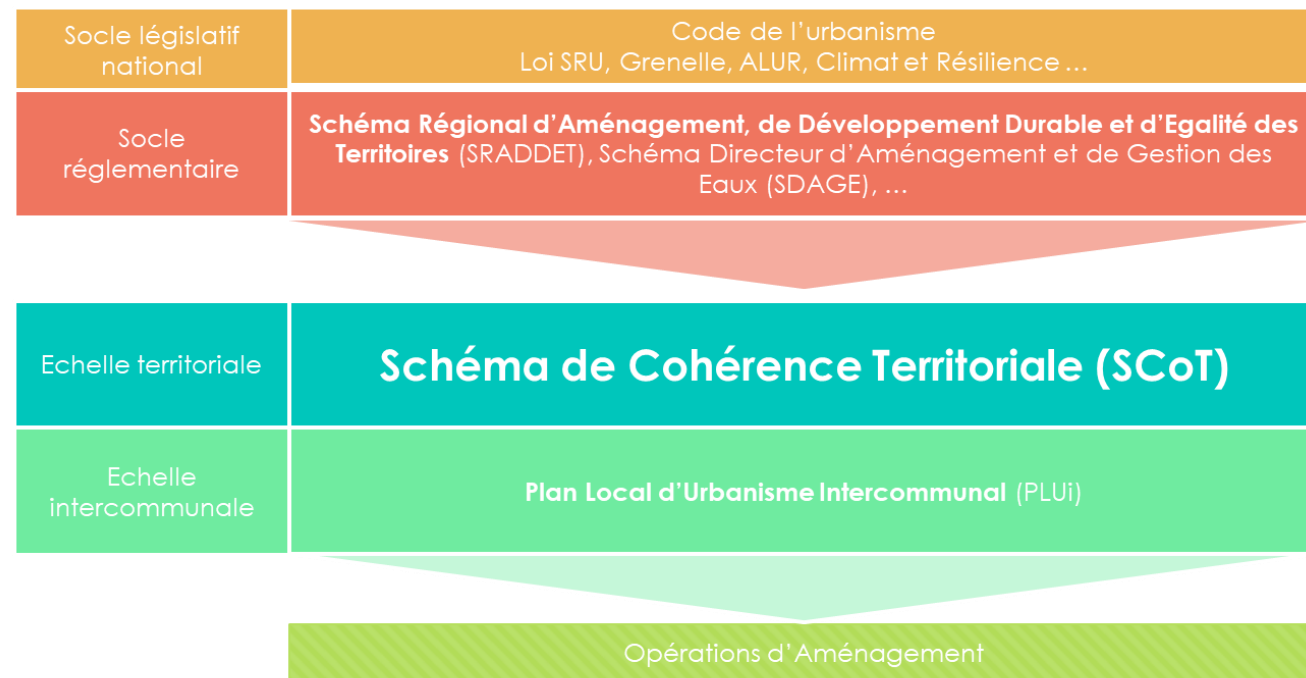 Socle législatif
national
Code de l’urbanisme
Loi SRU, Grenelle, ALUR, Climat et Résilience …
Socle
réglementaire
Schéma Régional d’Aménagement, de Développement Durable et d’Egalité des
Territoires (SRADDET), Schéma Directeur d’Aménagement et de Gestion des
Eaux (SDAGE), …
Echelle territoriale
Schéma de Cohérence Territoriale (SCoT)
Echelle
intercommunale
Plan Local d’Urbanisme Intercommunal (PLUi)
Opérations d’Aménagement